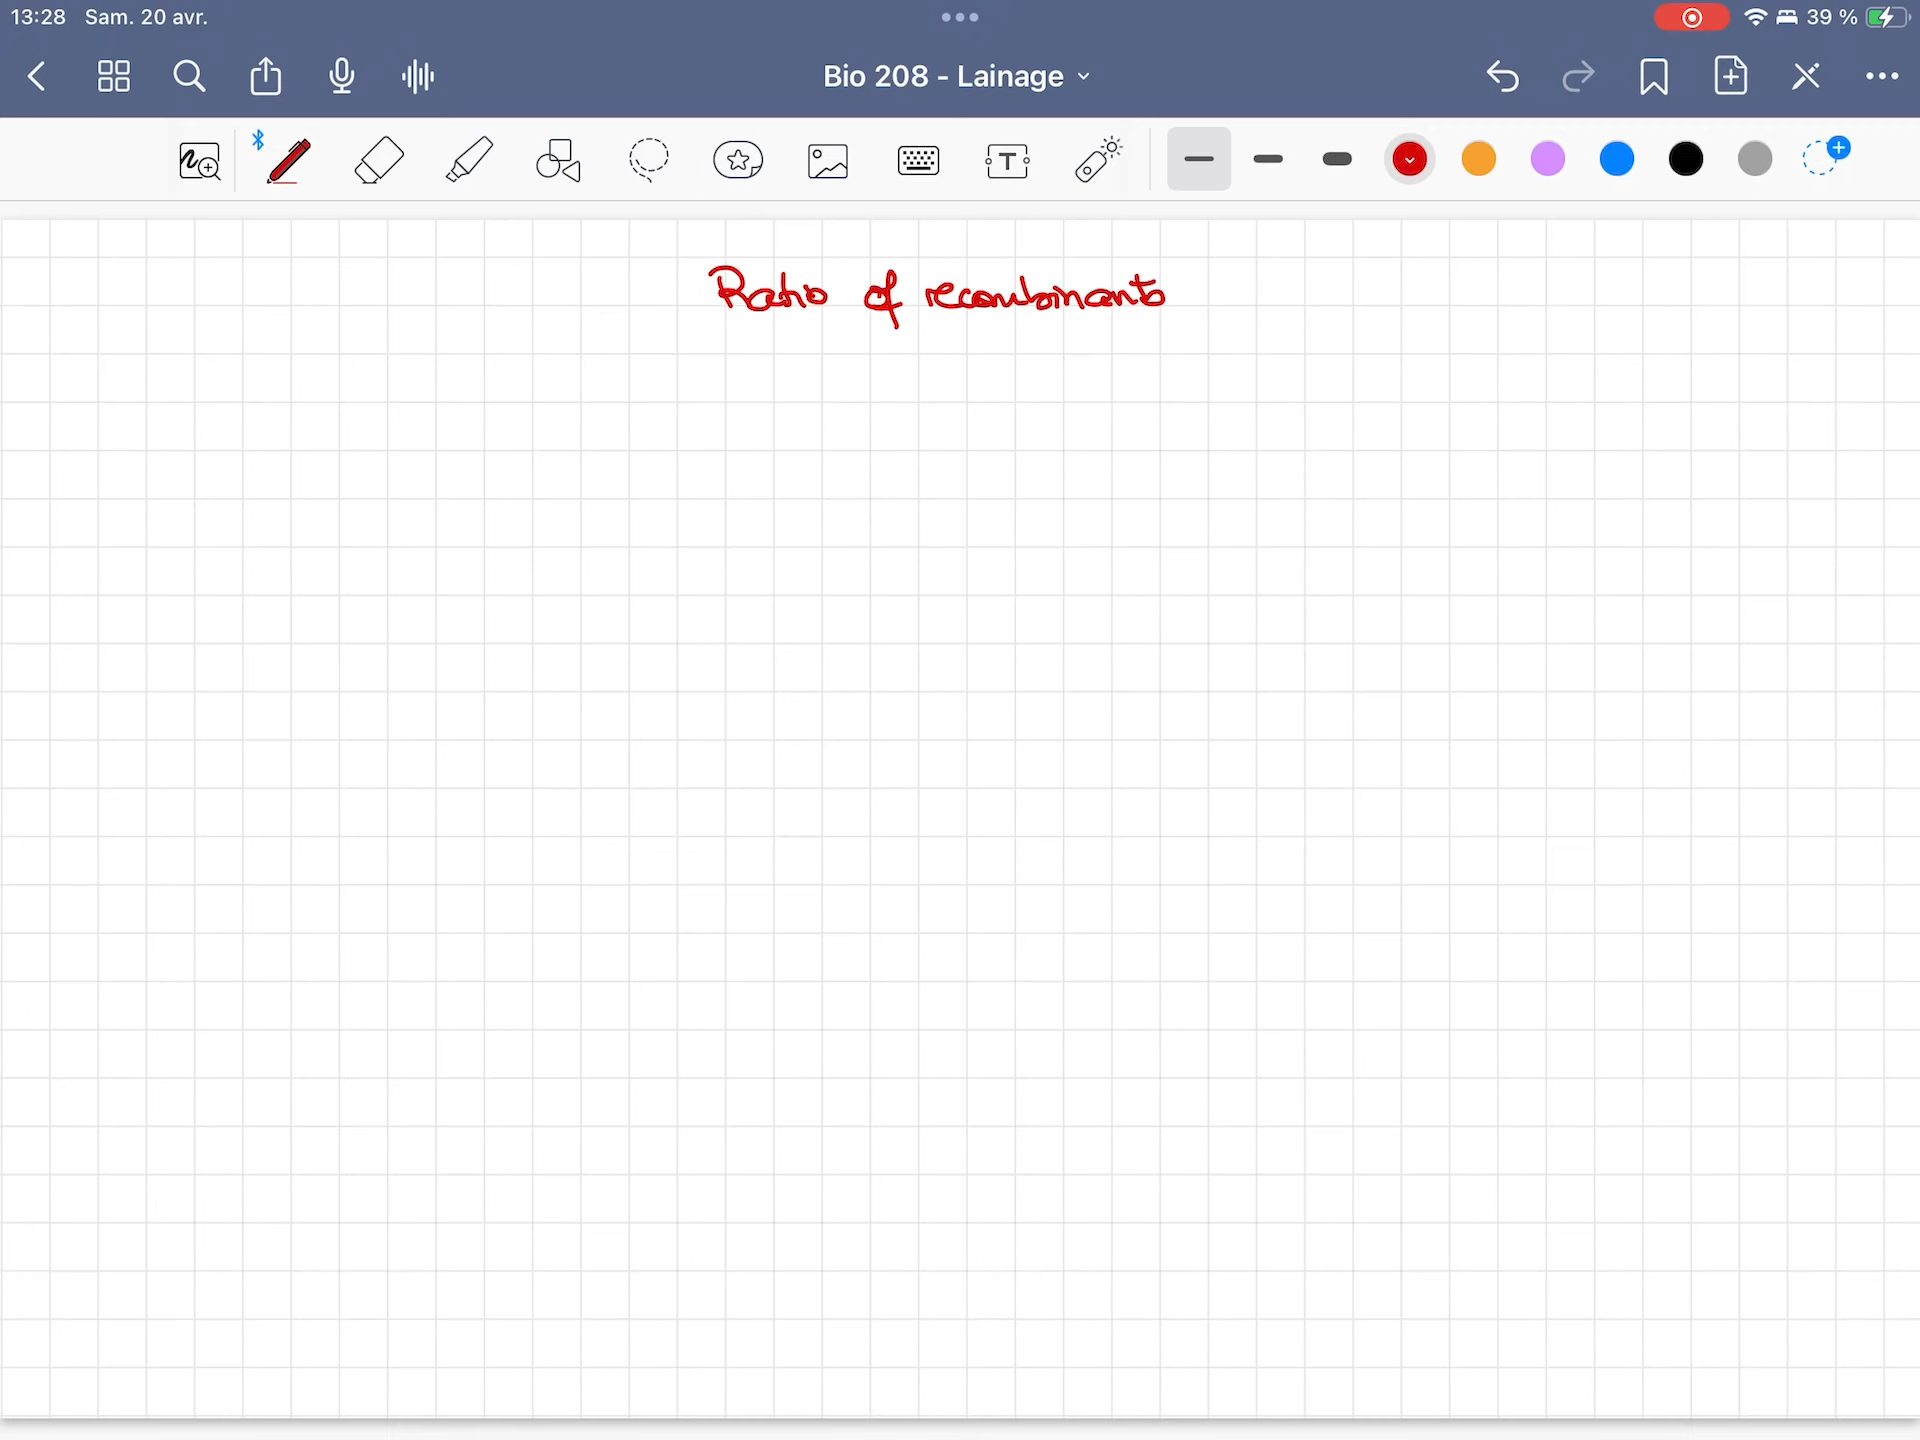 13:28 Sam. 20 avr.
39 %
Bio 208 - Lainage
T
Ratio of recombinants